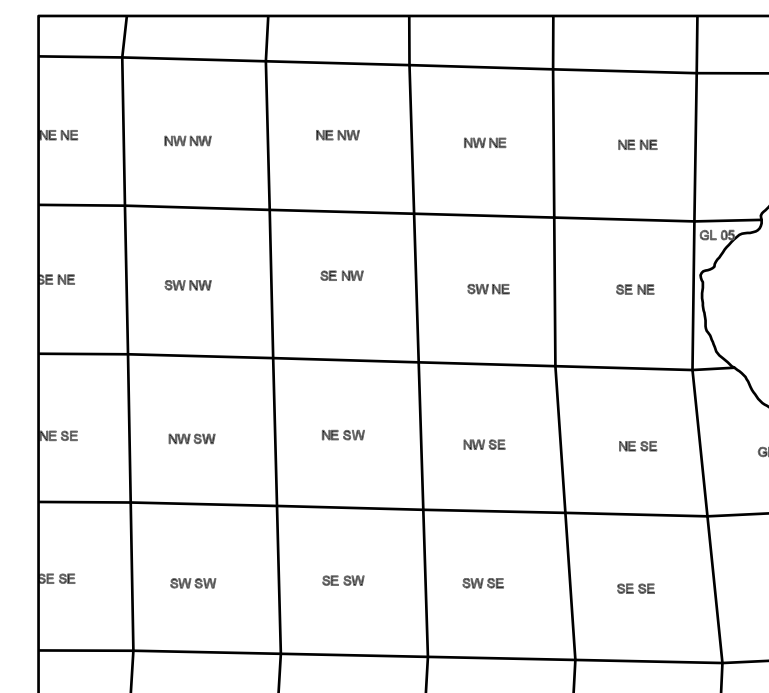 NE NE
NW NW
NE NW
NW NE
NE NE
GL 05
SE NE
SW NW
SE NW
SW NE
SE NE
NE SE
NW SW
NE SW
NW SE
NE SE
SE SE
SW SW
SE SW
SW SE
SE SE